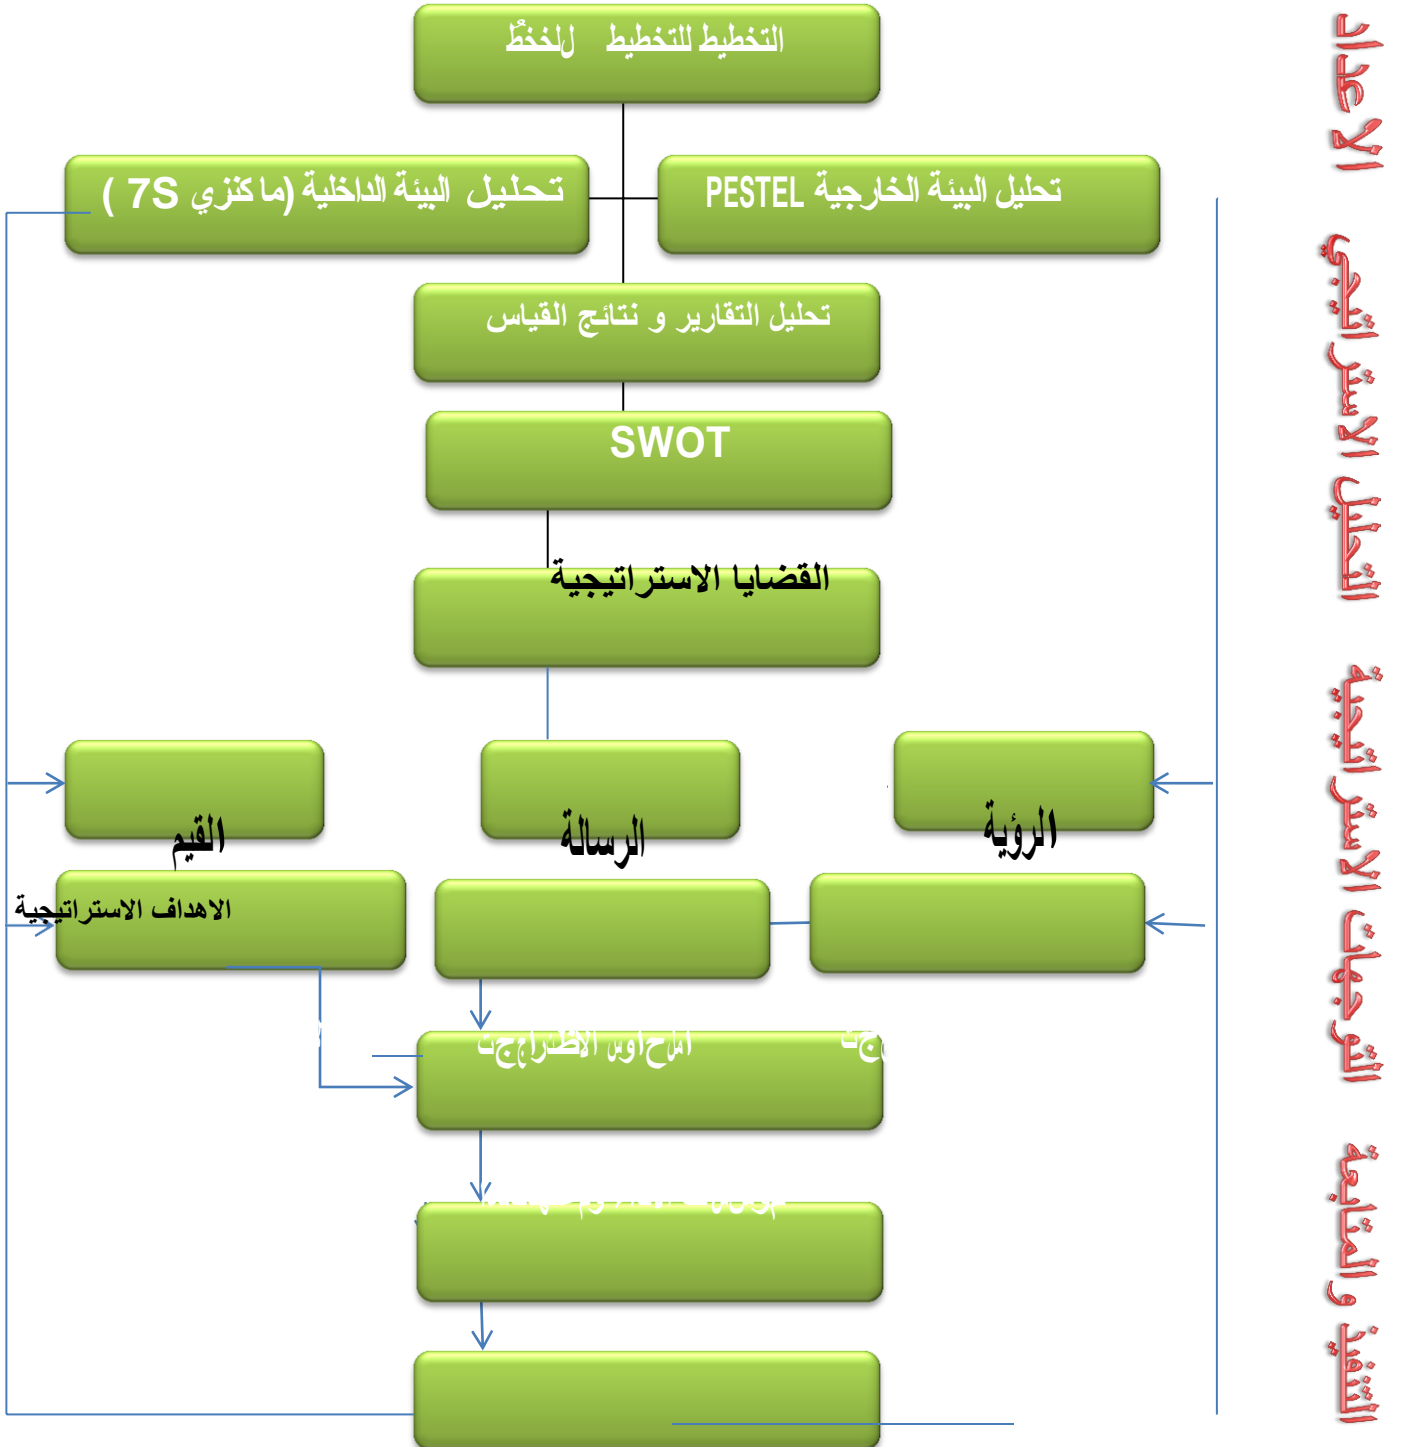 التخطيط للتخطيط
تحليل البيئة الخارجية PESTEL
تحليل البيئة الداخلية (ماكنزي 7S )
تحليل التقارير و نتائج القياس
SWOT
القضايا الاستراتيجية
الرؤية
الرسالة
القيم
الاهداف الاستراتيجية
الاعداد
التحليل الاستراتيجي
التوجهات الاستراتيجية
التنفيذ والمتابعة